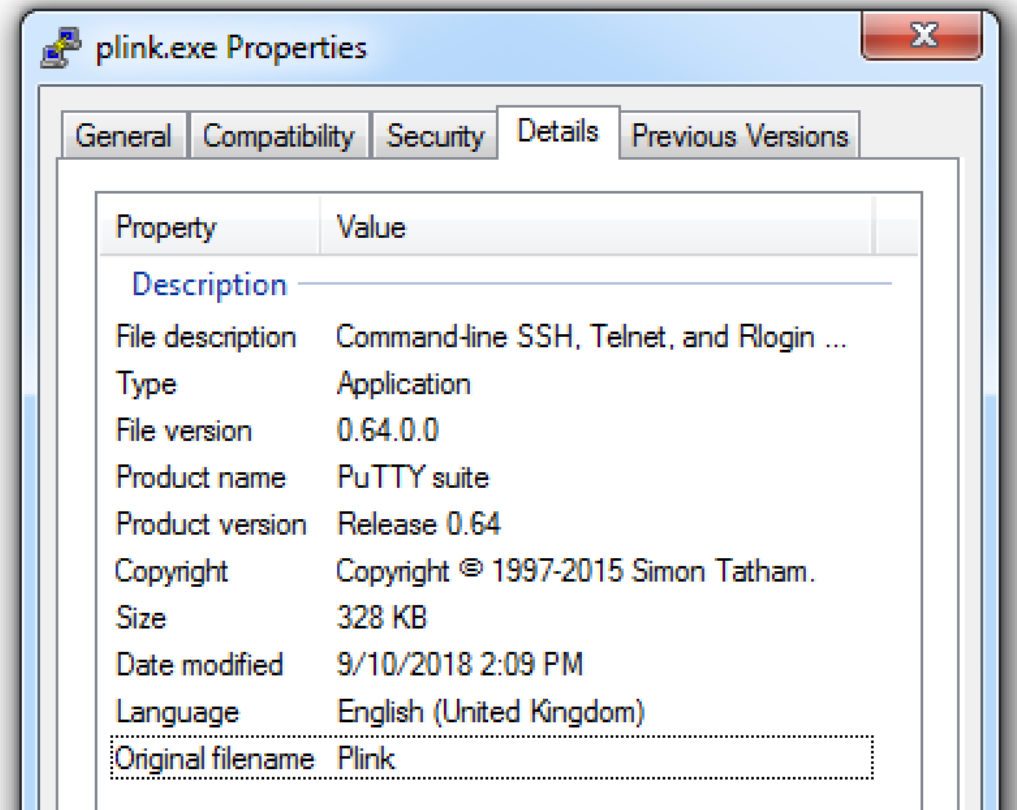 plink.exe Properties
General Compatibility Security Details Previous Versions
Property Value
Description
File description Command-line SSH, Telnet, and Rlogin ...
Type Application
File version 0.64.0.0
Product name PuTTY suite
Product version Release 0.64
Copyright Copyright © 1997-2015 Simon Tatham.
Size 328 KB
Date modified 9/10/2018 2:09 PM
Language English (United Kingdom)
Original filename Plink